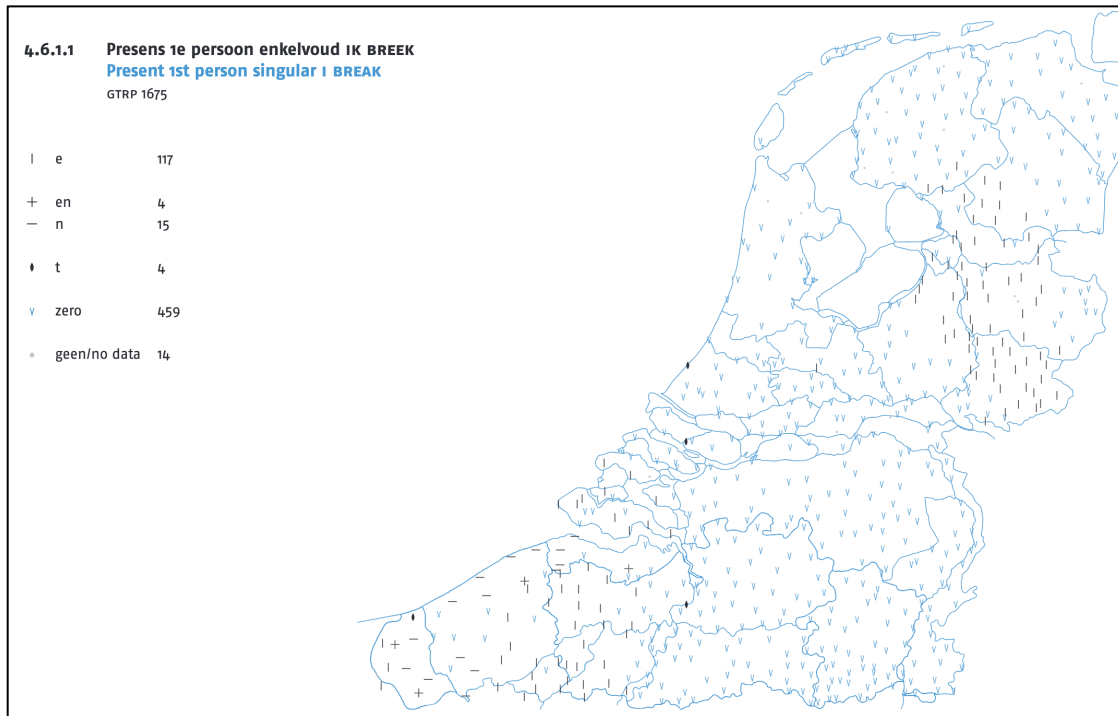 4.6.1.1 Presens 1e persoon enkelvoud IK BREEK
Present 1st person singular I BREAK
GTRP 1675
| e 117
+ en 4
– n 15
♦ t 4
v zero 459
• geen/no data 14